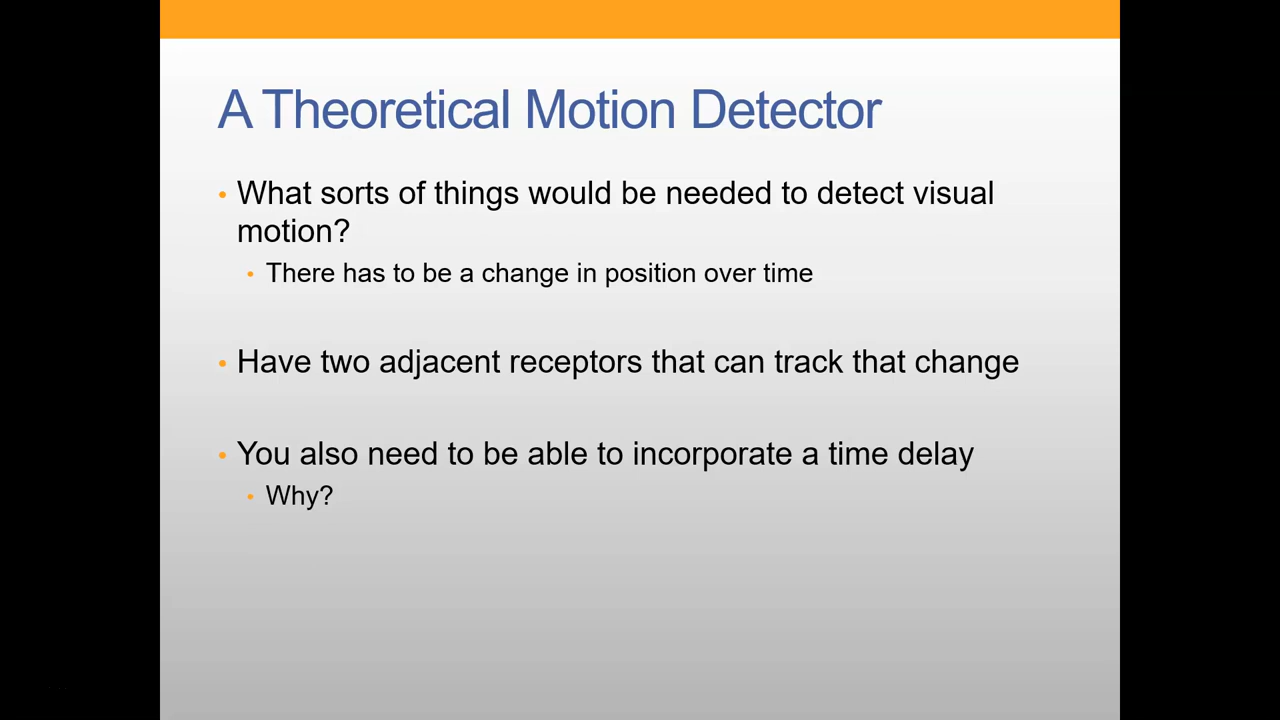 A Theoretical Motion Detector
• What sorts of things would be needed to detect visual
motion?
• There has to be a change in position over time
• Have two adjacent receptors that can track that change
• You also need to be able to incorporate a time delay
• Why?